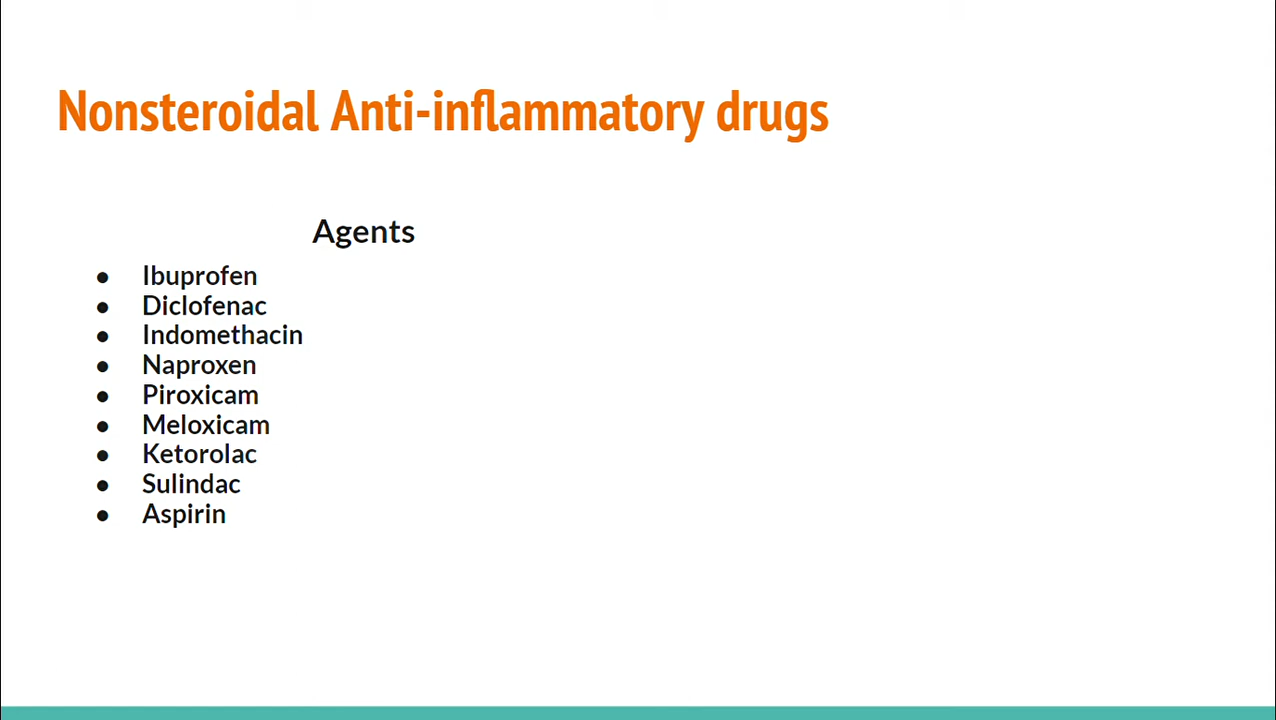 Nonsteroidal Anti-inflammatory drugs
Agents
● Ibuprofen
● Diclofenac
● Indomethacin
● Naproxen
● Piroxicam
● Meloxicam
● Ketorolac
● Sulindac
● Aspirin